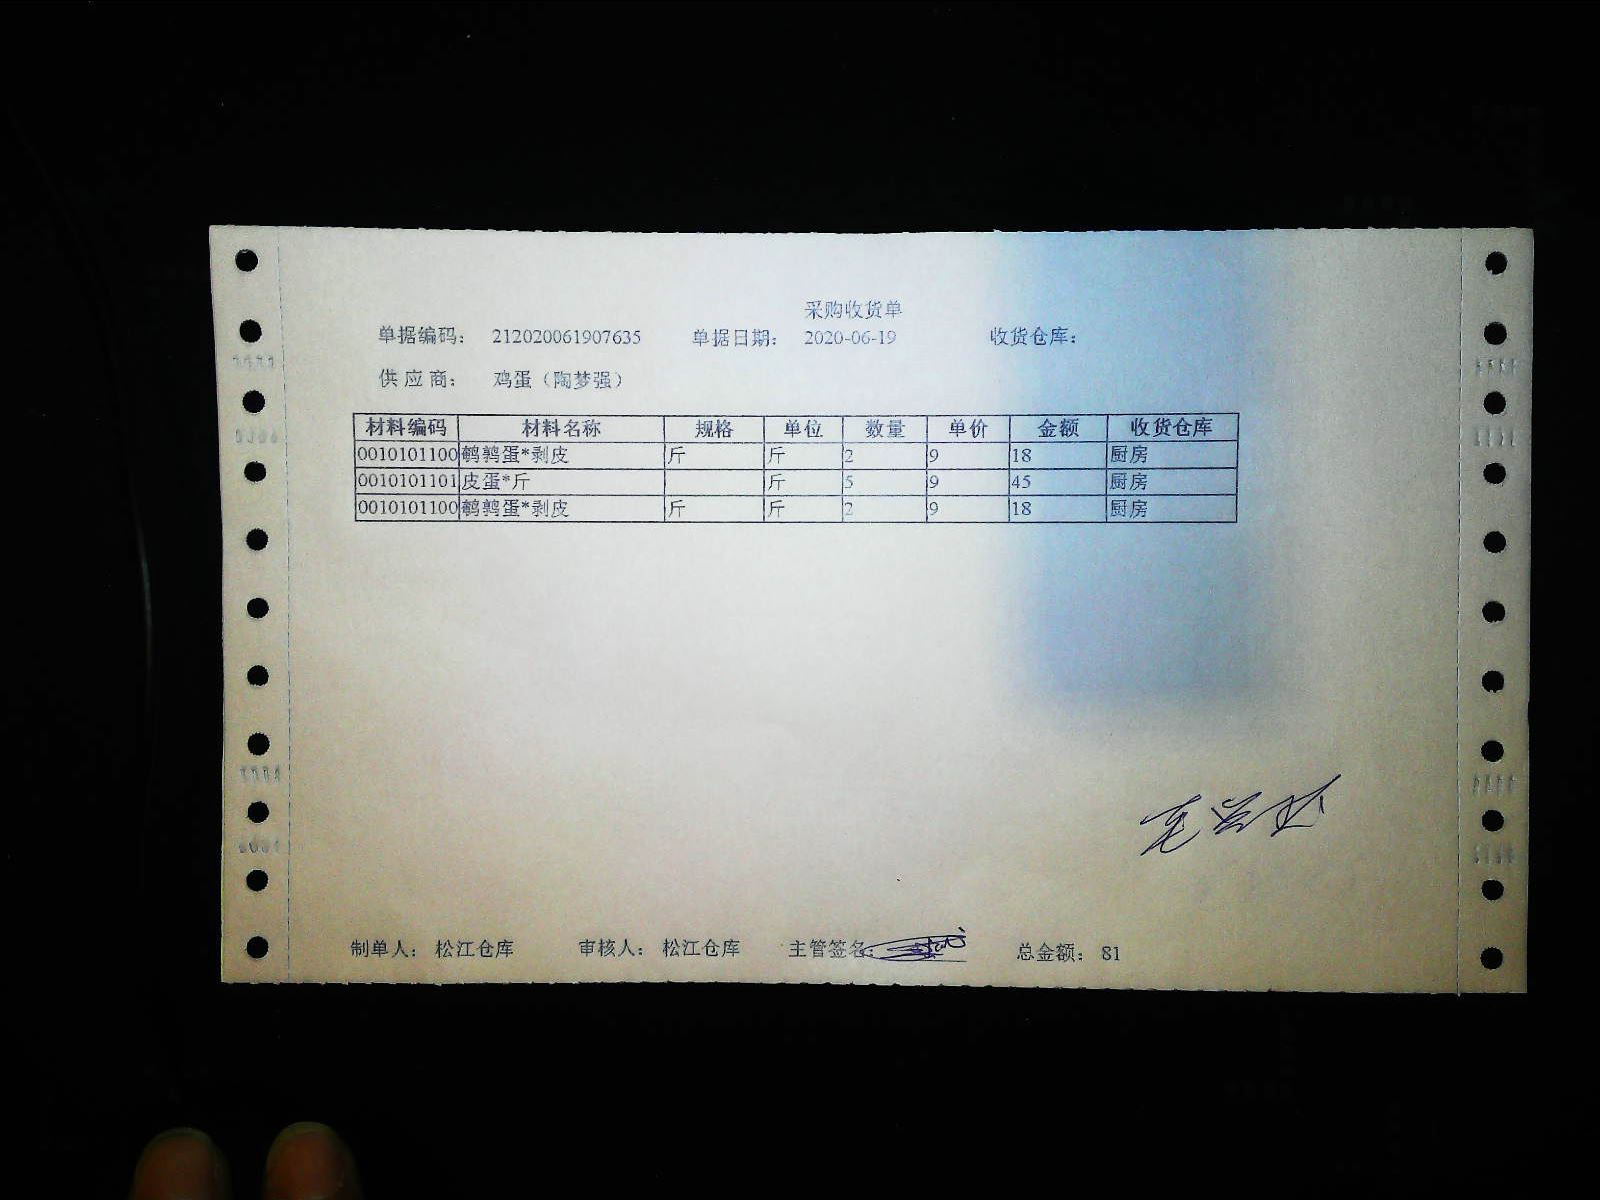 采购收货单
单据编码： 212020061907635 单据日期： 2020-06-19 收货仓库：
供应商： 鸡蛋（陶梦强）
材料编码 材料名称 规格 单位 数量 单价 金额 收货仓库
0010101100 鹌鹑蛋*剥皮 斤 斤 2 9 18 厨房
0010101101 皮蛋*斤 斤 5 9 45 厨房
0010101100 鹌鹑蛋*剥皮 斤 斤 2 9 18 厨房
制单人： 松江仓库 审核人： 松江仓库 主管签名： 总金额： 81